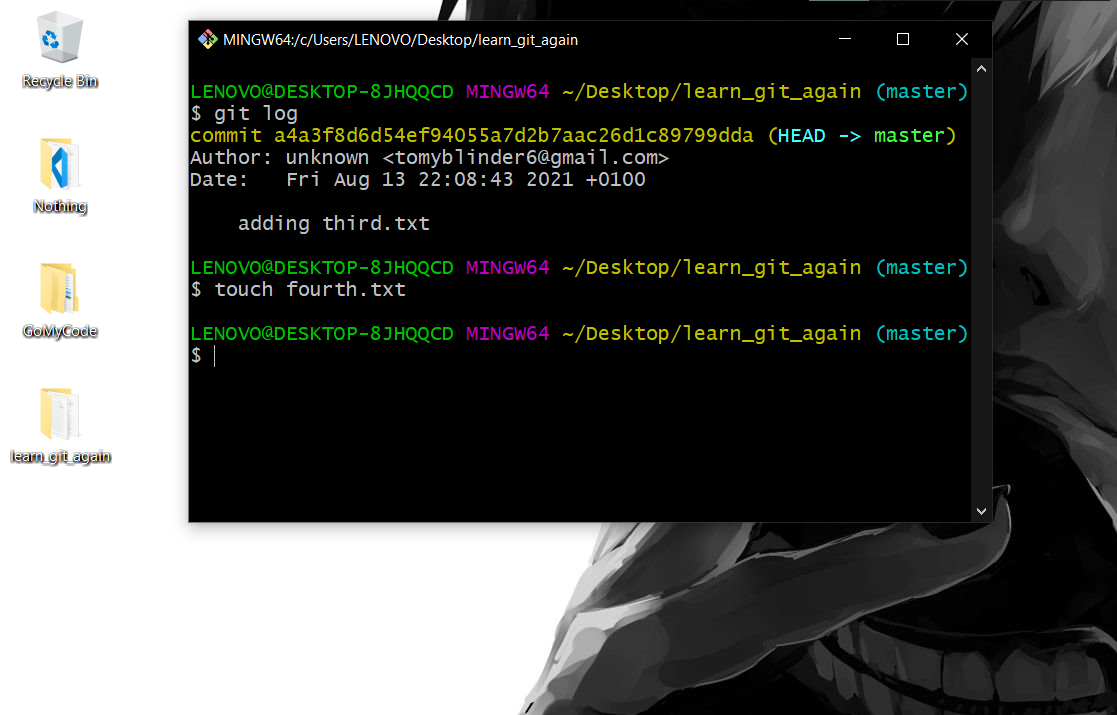 Recycle Bin
Nothing
GoMyCode
learn_git_again
MINGW64:/c/Users/LENOVO/Desktop/learn_git_again
LENOVO@DESKTOP-8JHQQCD MINGW64 ~/Desktop/learn_git_again (master)
$ git log
commit a4a3f8d6d54ef94055a7d2b7aac26d1c89799dda (HEAD -> master)
Author: unknown <tomyblinder6@gmail.com>
Date:   Fri Aug 13 22:08:43 2021 +0100
    adding third.txt
LENOVO@DESKTOP-8JHQQCD MINGW64 ~/Desktop/learn_git_again (master)
$ touch fourth.txt
LENOVO@DESKTOP-8JHQQCD MINGW64 ~/Desktop/learn_git_again (master)
$